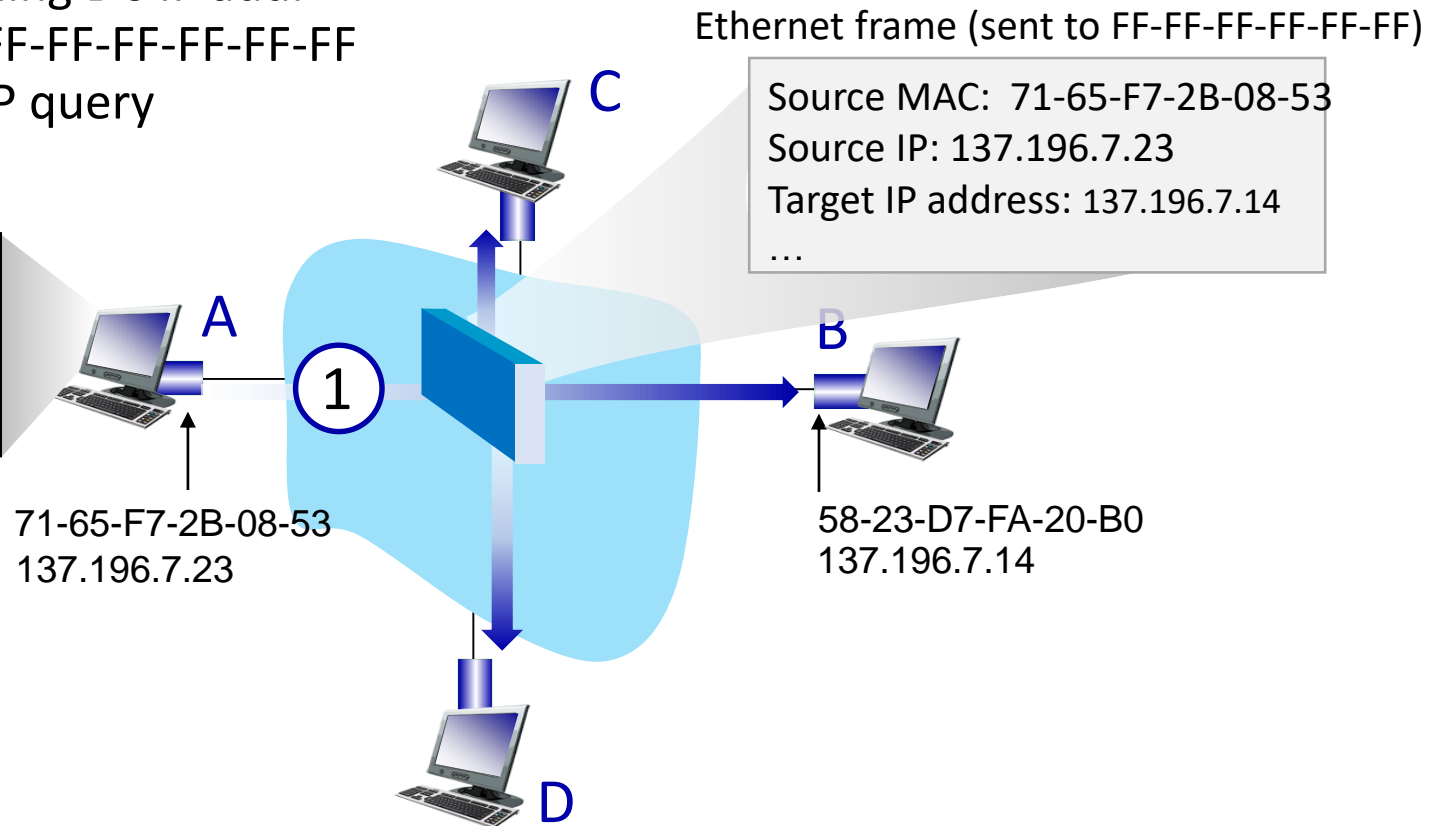 FF-FF-FF-FF-FF-FF
query
Ethernet frame (sent to FF-FF-FF-FF-FF-FF)
C
Source MAC: 71-65-F7-2B-08-53
Source IP: 137.196.7.23
Target IP address: 137.196.7.14
…
A
B
1
71-65-F7-2B-08-53
137.196.7.23
58-23-D7-FA-20-B0
137.196.7.14
D